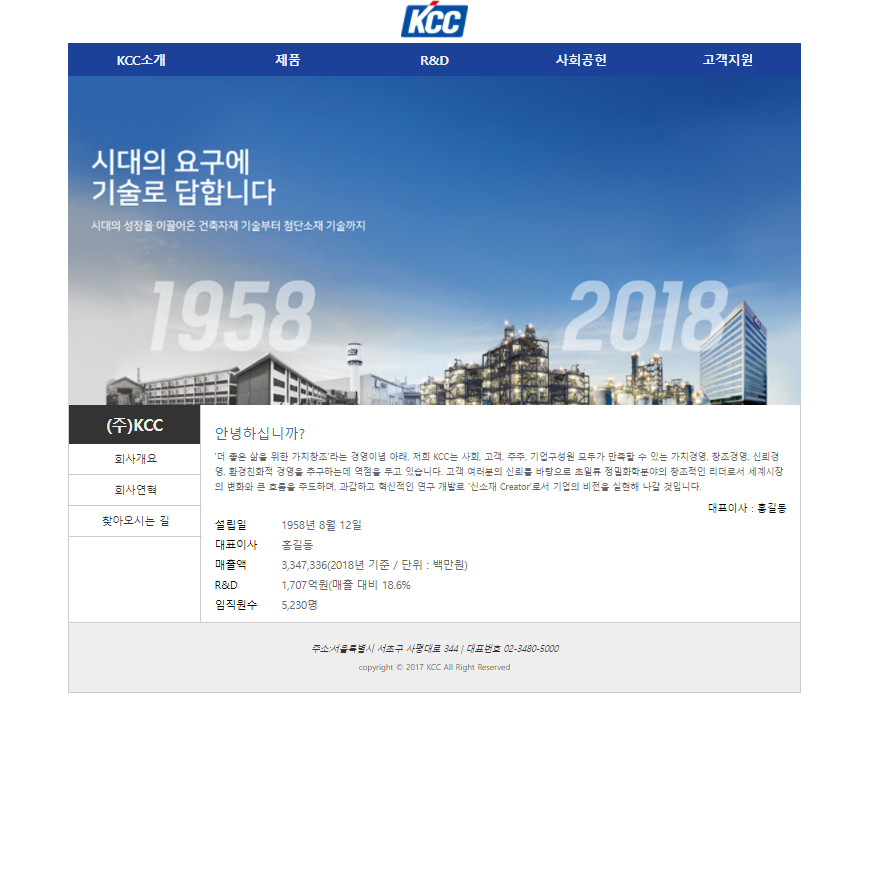 KCC
KCC소개 제품 R&D 사회공헌 고객지원
시대의 요구에
기술로 답합니다
시대의 성장을 이끌어온 건축자재 기술부터 첨단소재 기술까지
1958 2018
(주)KCC
회사개요
회사연혁
찾아오시는 길
안녕하십니까?
'더 좋은 삶을 위한 가치창조'라는 경영이념 아래, 저희 KCC는 사회, 고객, 주주, 기업구성원 모두가 만족할 수 있는 가치경영, 창조경영, 신뢰경
영, 환경친화적 경영을 추구하는데 역점을 두고 있습니다. 고객 여러분의 신뢰를 바탕으로 초일류 정밀화학분야의 창조적인 리더로서 세계시장
의 변화와 큰 흐름을 주도하며, 과감하고 혁신적인 연구 개발로 '신소재 Creator'로서 기업의 비전을 실현해 나갈 것입니다.
대표이사 : 홍길동
설립일 1958년 8월 12일
대표이사 홍길동
매출액 3,347,336(2018년 기준 / 단위 : 백만원)
R&D 1,707억원(매출 대비 18.6%
임직원수 5,230명
주소:서울특별시 서초구 사평대로 344 | 대표번호 02-3480-5000
copyright © 2017 KCC All Right Reserved